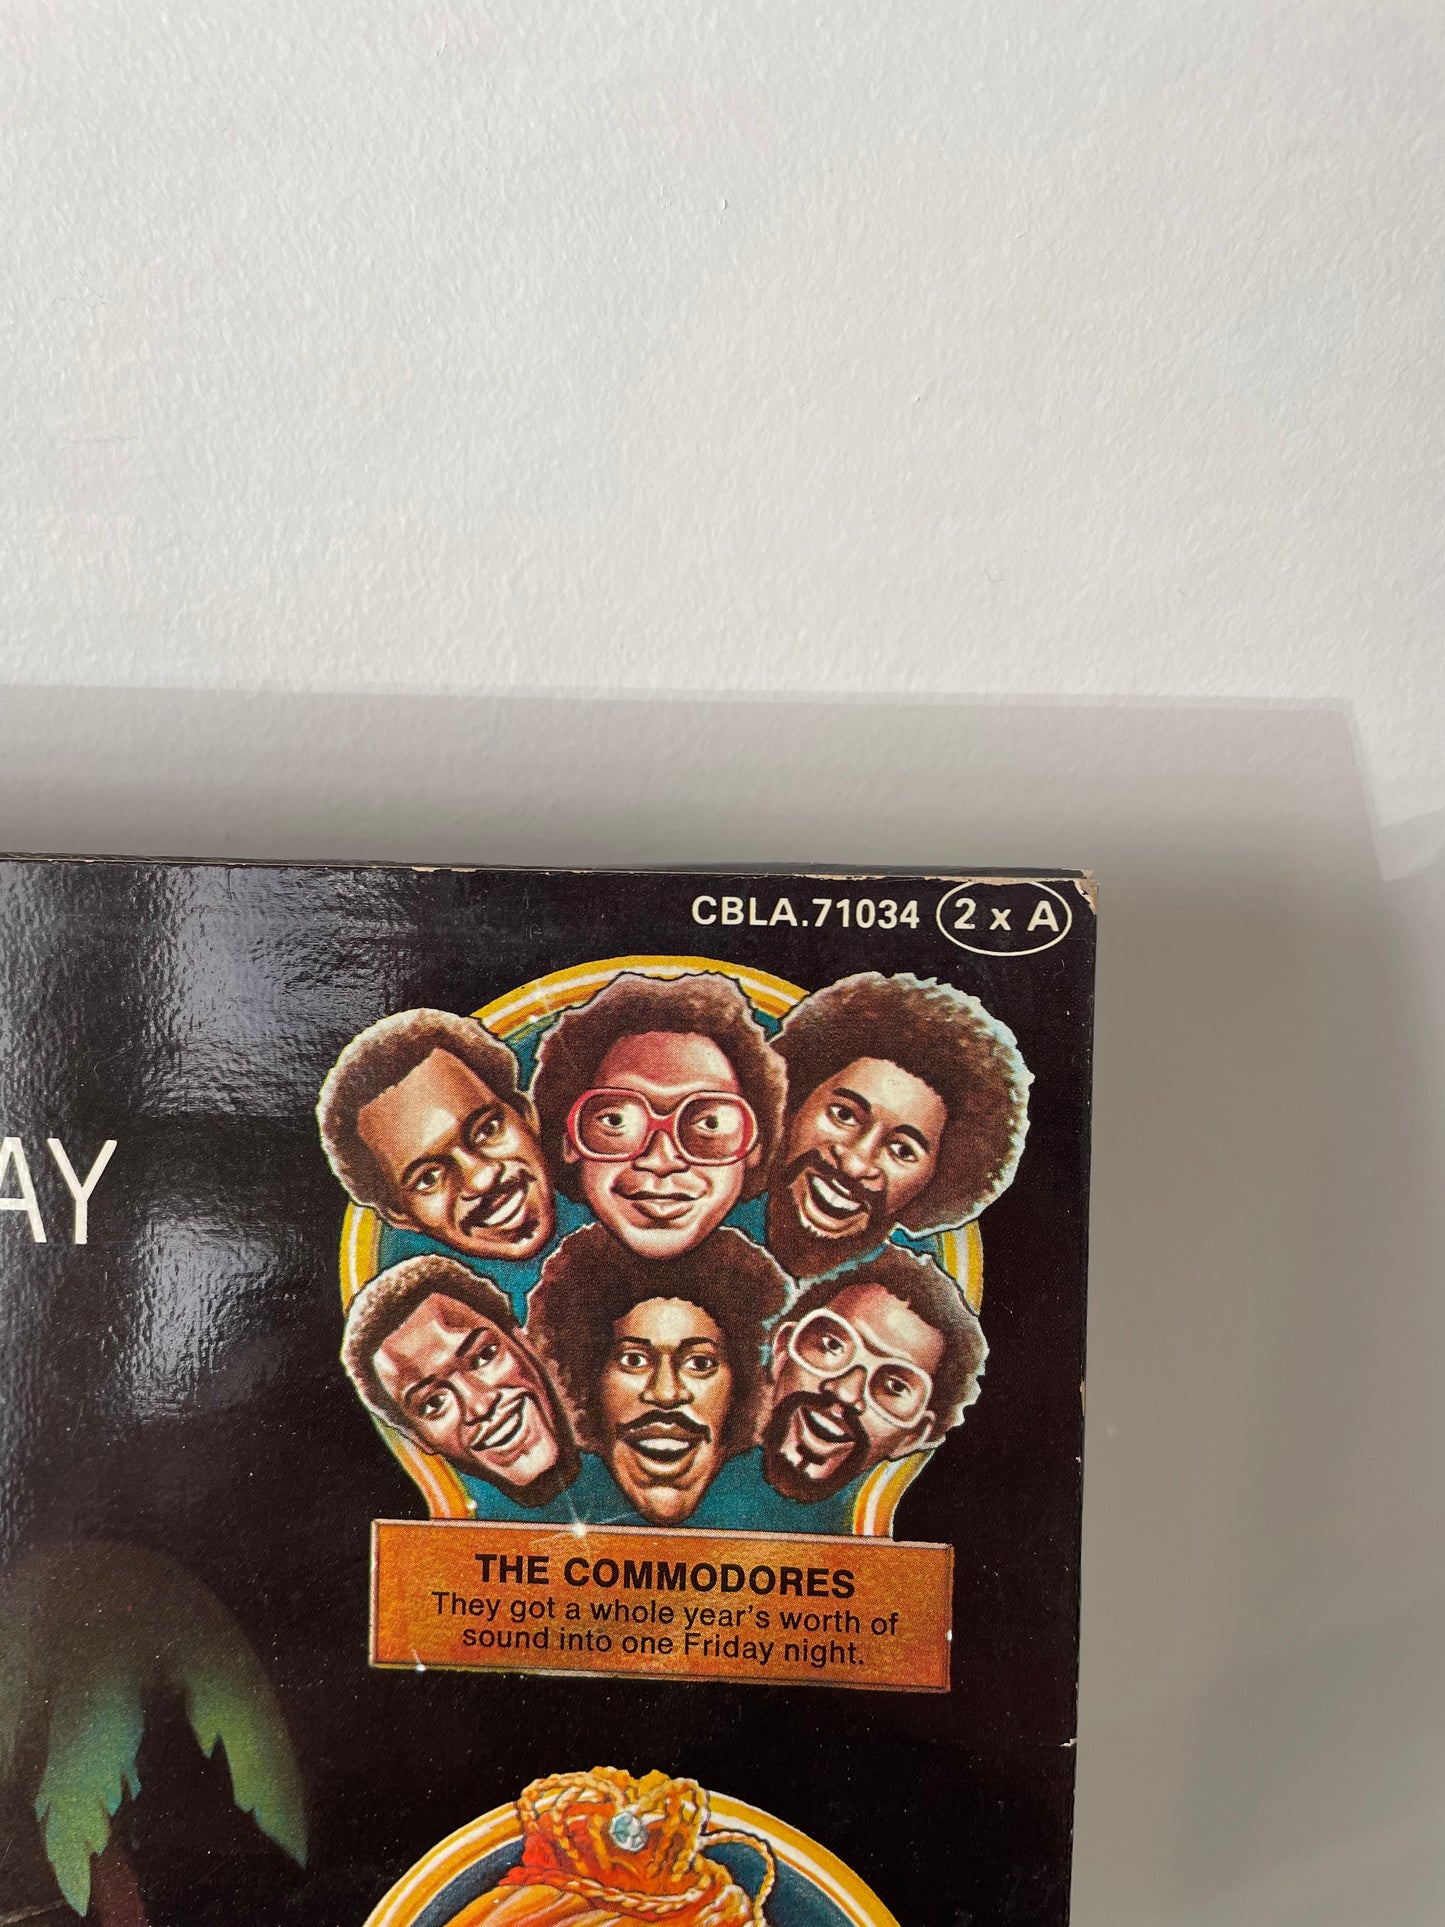 CBLA.71034 2 x A
AY
THE COMMODORES
They got a whole year's worth of
sound into one Friday night.